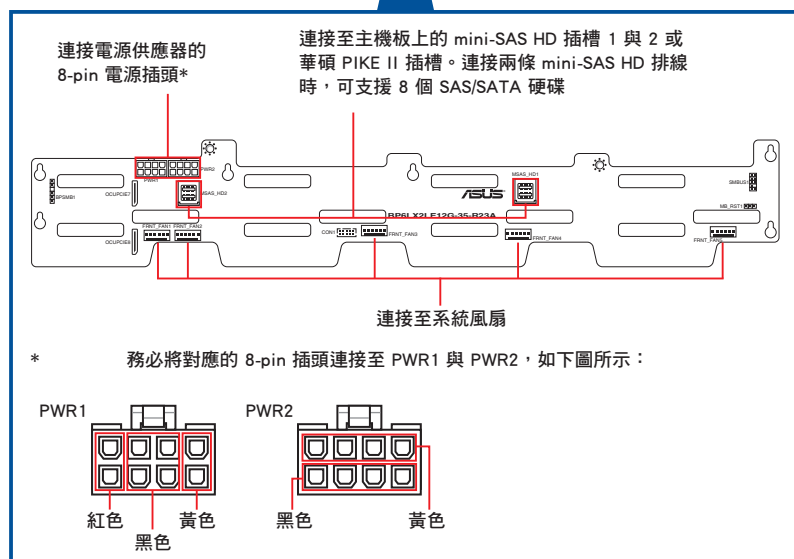 連接電源供應器的
8-pin 電源插頭*
連接至主機板上的 mini-SAS HD 插槽 1 與 2 或
華碩 PIKE II 插槽。連接兩條 mini-SAS HD 排線
時，可支援 8 個 SAS/SATA 硬碟
PWR1
PWR2
BPSMB1
OCUPCIE7
MSAS_HD2
MSAS_HD1
SMBUS1
ASUS
MB_RST1
BP6LX2LE12G-35-R23A
FRNT_FAN1
FRNT_FAN2
CON1
FRNT_FAN3
FRNT_FAN4
FRNT_FAN5
OCUPCIE8
連接至系統風扇
* 務必將對應的 8-pin 插頭連接至 PWR1 與 PWR2，如下圖所示：
PWR1
PWR2
紅色
黑色
黃色
黑色
黃色